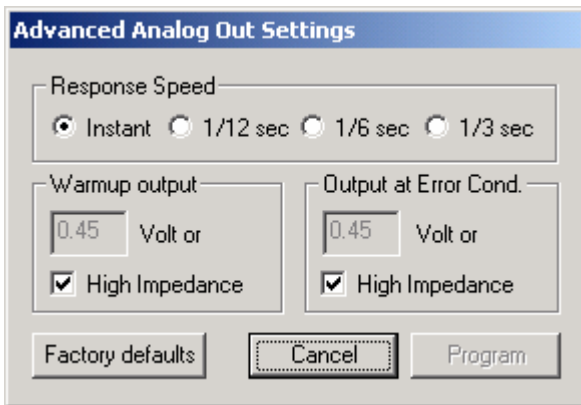 Advanced Analog Out Settings
Response Speed
Instant 1/12 sec 1/6 sec 1/3 sec
Warmup output
0.45 Volt or
High Impedance
Output at Error Cond.
0.45 Volt or
High Impedance
Factory defaults Cancel Program